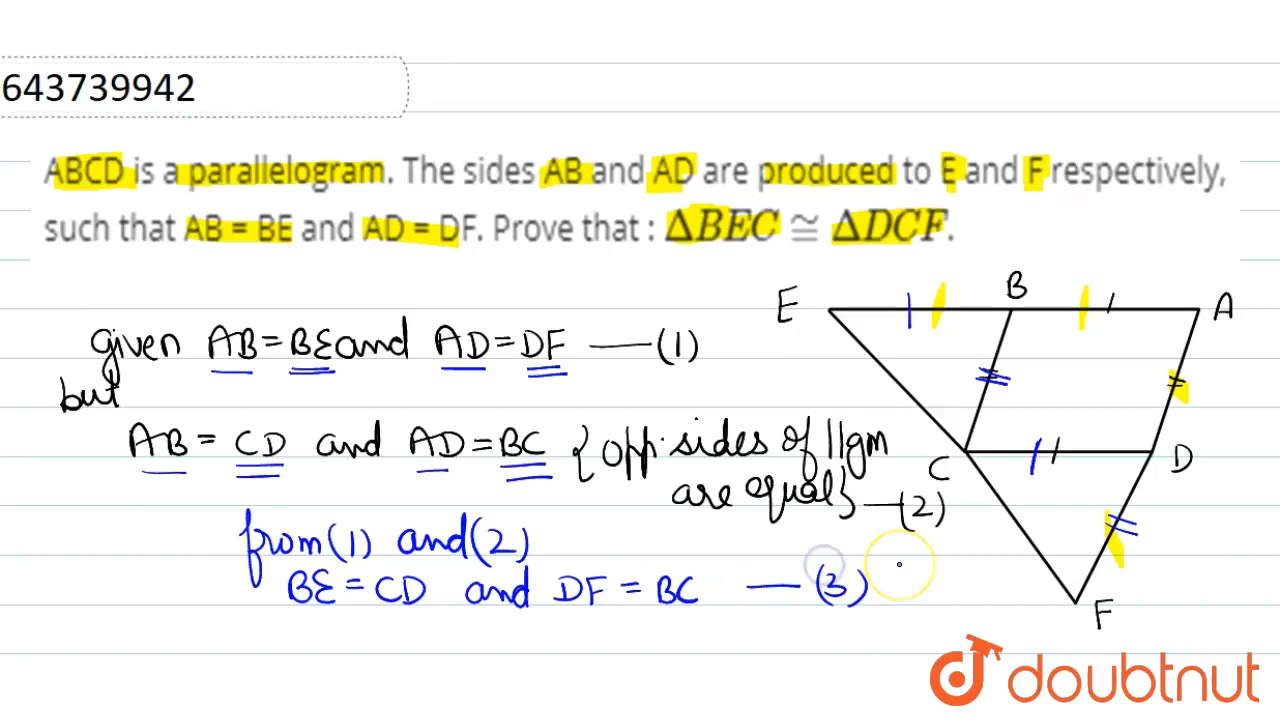 643739942
ABCD is a parallelogram. The sides AB and AD are produced to E and F respectively,
such that AB = BE and AD = DF. Prove that : ΔBEC ≅ ΔDCF.
E B A
given AB = BE and AD = DF —(1)
but
AB = CD and AD = BC {opp. sides of ||gm
are equal} —(2)
C D
from (1) and (2)
BE = CD and DF = BC —(3)
F
doubtnut